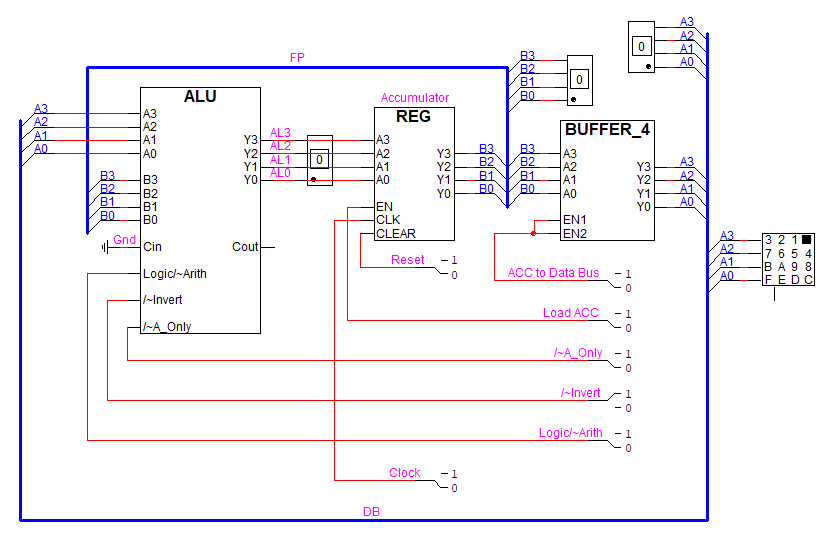 A3
A2
A1
A0
0
FP
B3
B2
B1
B0
0
ALU
Accumulator
REG
BUFFER_4
A3
A2
A1
A0
A3
A2
A1
A0
B3
B2
B1
B0
B3
B2
B1
B0
Gnd
Cin
Cout
Logic/~Arith
/~Invert
/~A_Only
Y3
Y2
Y1
Y0
AL3
AL2
AL1
AL0
0
A3
A2
A1
A0
EN
CLK
CLEAR
Y3
Y2
Y1
Y0
B3
B2
B1
B0
B3
B2
B1
B0
A3
A2
A1
A0
EN1
EN2
Y3
Y2
Y1
Y0
A3
A2
A1
A0
A3
A2
A1
A0
3 2 1
7 6 5 4
B A 9 8
F E D C
Reset 1
0
ACC to Data Bus 1
0
Load ACC 1
0
/~A_Only 1
0
/~Invert 1
0
Logic/~Arith 1
0
Clock 1
0
DB